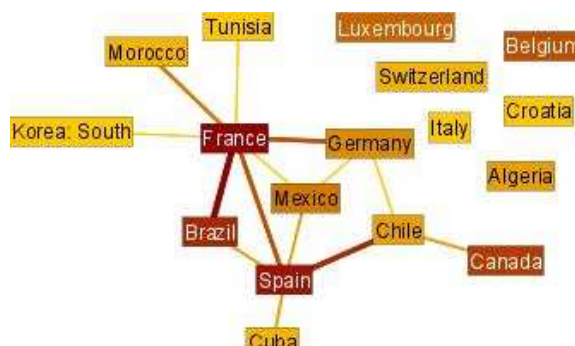 Tunisia
Luxembourg
Morocco
Belgium
Switzerland
Croatia
Korea: South
France
Germany
Italy
Algeria
Mexico
Brazil
Chile
Canada
Spain
Cuba